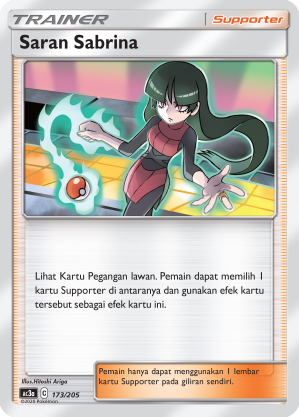 TRAINER
Supporter
Saran Sabrina
Lihat Kartu Pegangan lawan. Pemain dapat memilih 1
kartu Supporter di antaranya dan gunakan efek kartu
tersebut sebagai efek kartu ini.
Illus.Hitoshi Ariga
AC3a C 173/205
©2020 Pokémon
Pemain hanya dapat menggunakan 1 lembar
kartu Supporter pada giliran sendiri.